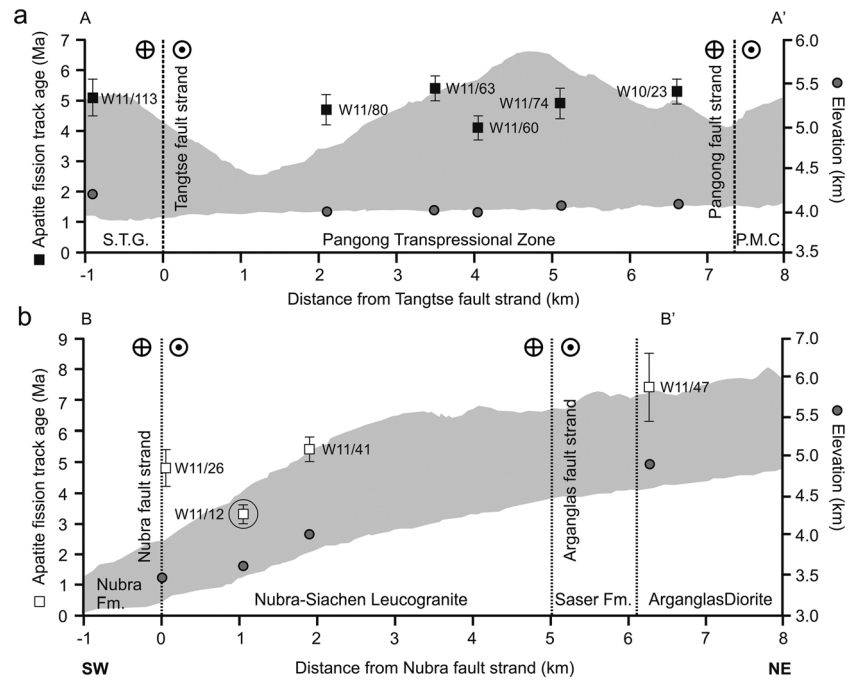 a
A
A'
7
6
5
4
3
2
1
0
■ Apatite fission track age (Ma)
6.0
5.5
5.0
4.5
4.0
3.5
Elevation (km)
W11/113
W11/80
W11/63
W11/60
W11/74
W10/23
Tangtse fault strand
Pangong fault strand
S.T.G.
Pangong Transpressional Zone
P.M.C.
-1 0 1 2 3 4 5 6 7 8
Distance from Tangtse fault strand (km)
b
B
B'
9
8
7
6
5
4
3
2
1
0
□ Apatite fission track age (Ma)
7.0
6.0
5.5
5.0
4.5
4.0
3.5
3.0
Elevation (km)
W11/26
W11/12
W11/41
W11/47
Nubra fault strand
Arganglas fault strand
Nubra
Fm.
Nubra-Siachen Leucogranite
Saser Fm.
ArganglasDiorite
-1 0 1 2 3 4 5 6 7 8
SW
Distance from Nubra fault strand (km)
NE